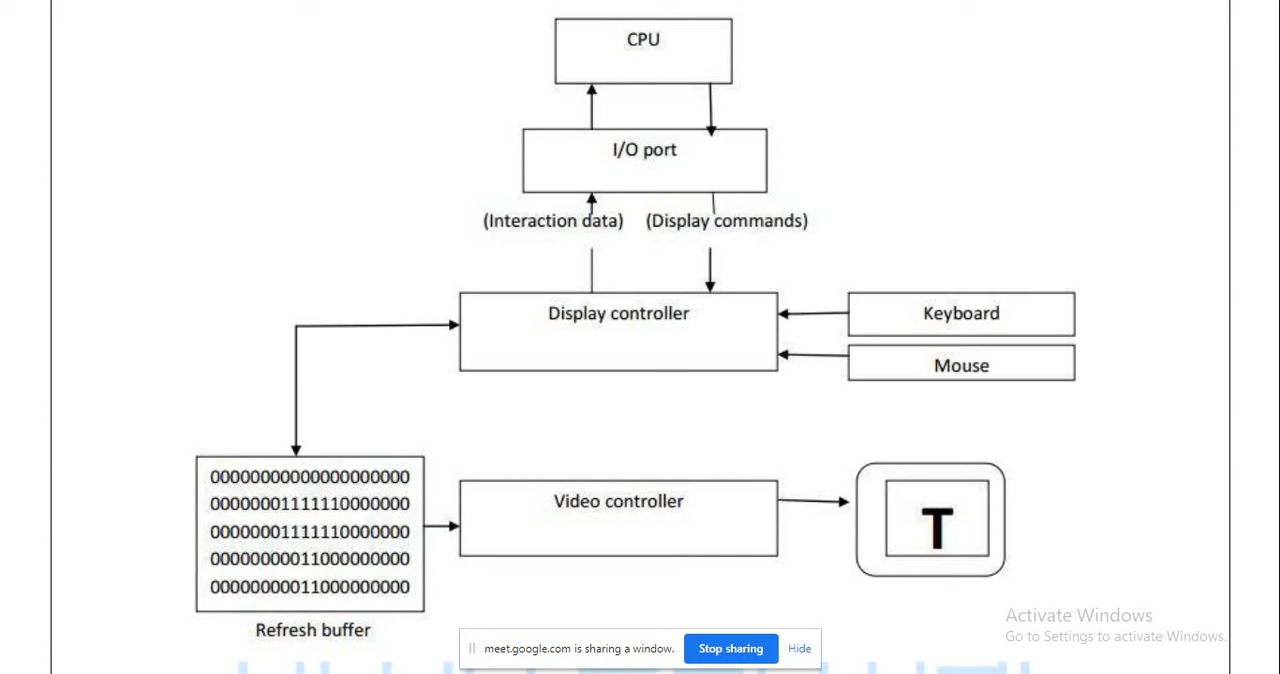 CPU
I/O port
(Interaction data) (Display commands)
Display controller
Keyboard
Mouse
00000000000000000000
00000001111110000000
00000001111110000000
00000000011000000000
00000000011000000000
Refresh buffer
Video controller
T
Activate Windows
Go to Settings to activate Windows.
meet.google.com is sharing a window. Stop sharing Hide